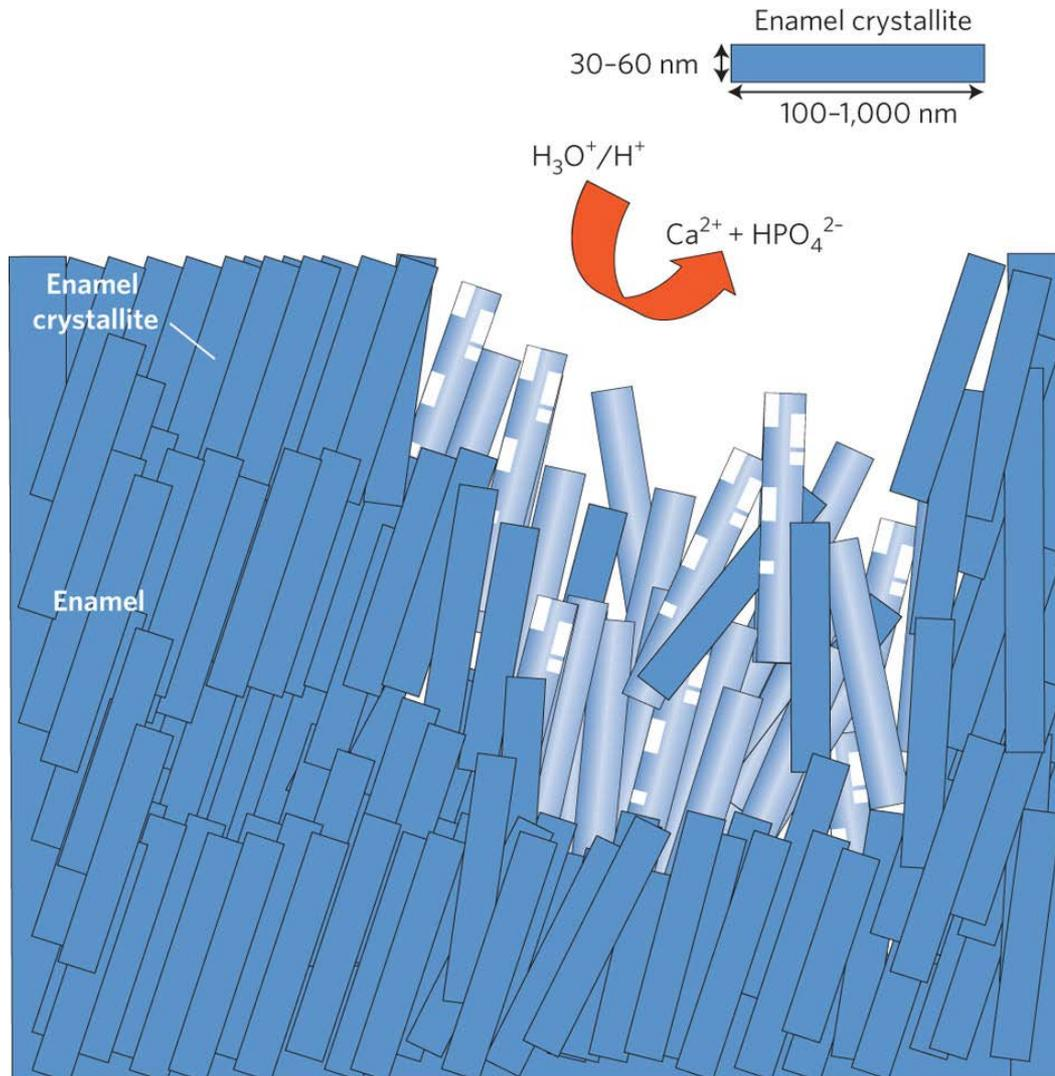 Enamel crystallite
30–60 nm
100–1,000 nm
H₃O⁺/H⁺
Ca²⁺ + HPO₄²⁻
Enamel
crystallite
Enamel